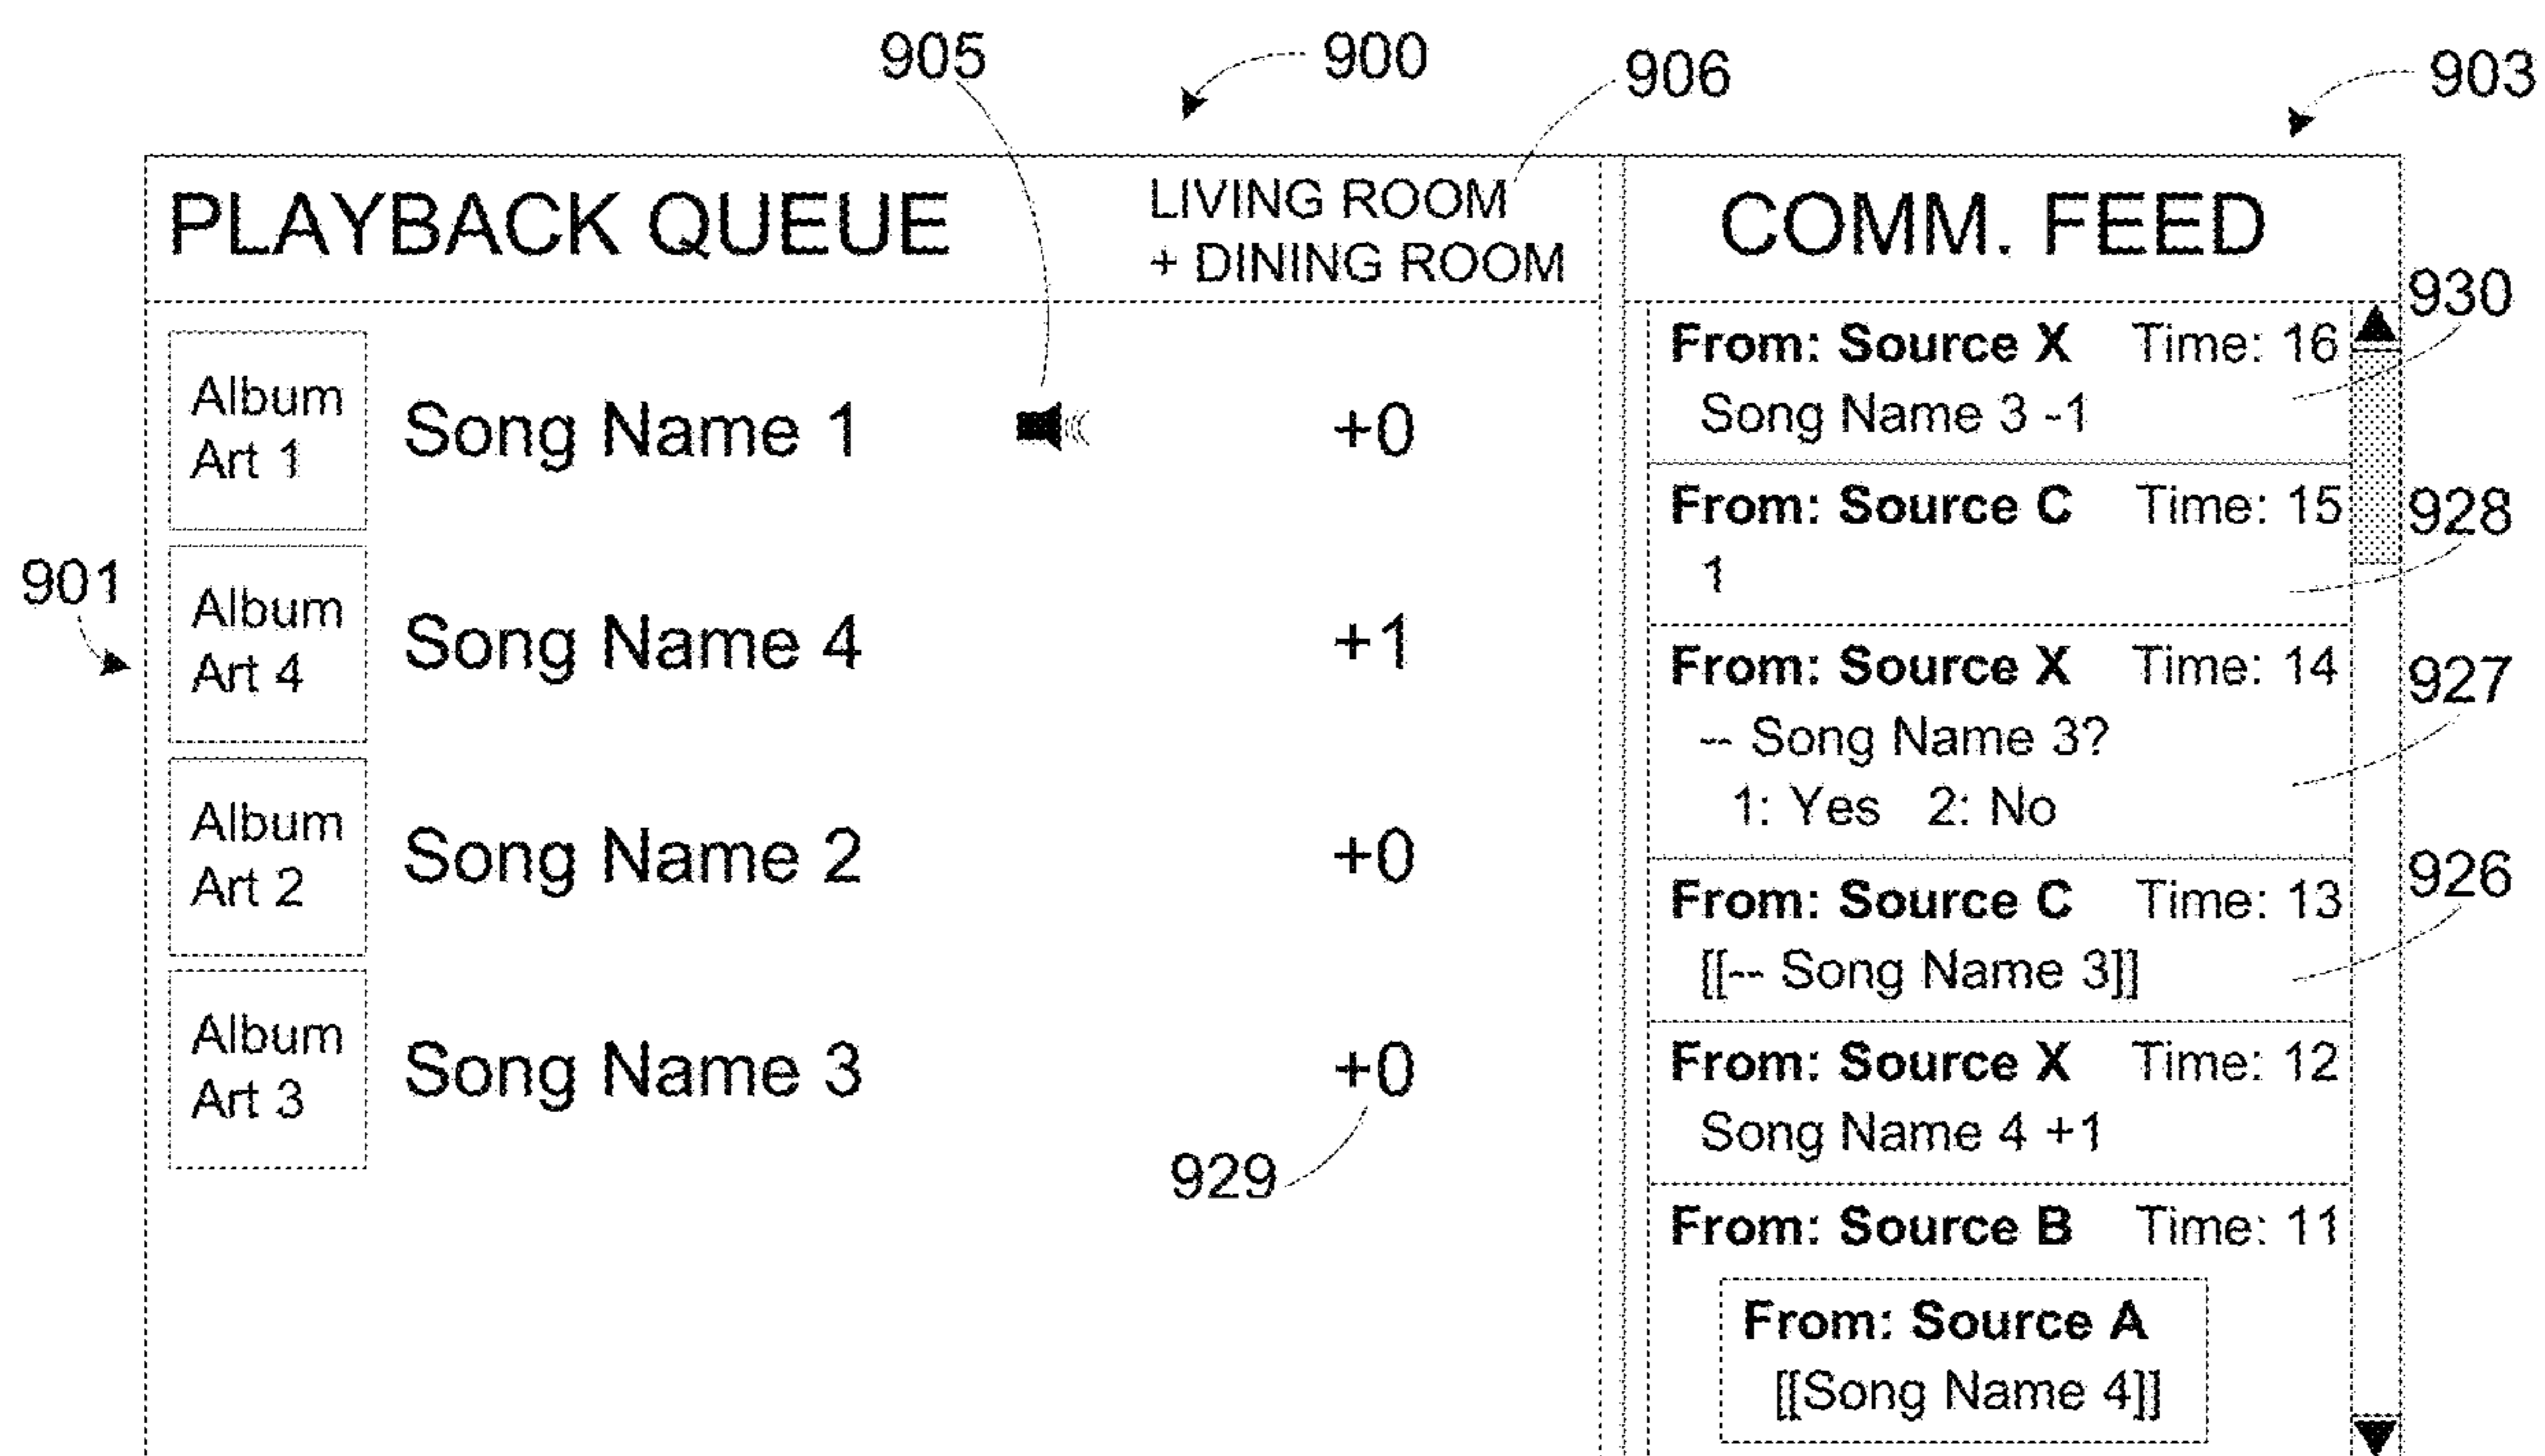 905
900
906
903
PLAYBACK QUEUE
LIVING ROOM
+ DINING ROOM
901
Album
Art 1
Song Name 1
+0
Album
Art 4
Song Name 4
+1
Album
Art 2
Song Name 2
+0
Album
Art 3
Song Name 3
+0
929
COMM. FEED
930
From: Source X Time: 16
Song Name 3 -1
928
From: Source C Time: 15
1
927
From: Source X Time: 14
-- Song Name 3?
1: Yes 2: No
926
From: Source C Time: 13
[[-- Song Name 3]]
From: Source X Time: 12
Song Name 4 +1
From: Source B Time: 11
From: Source A
[[Song Name 4]]